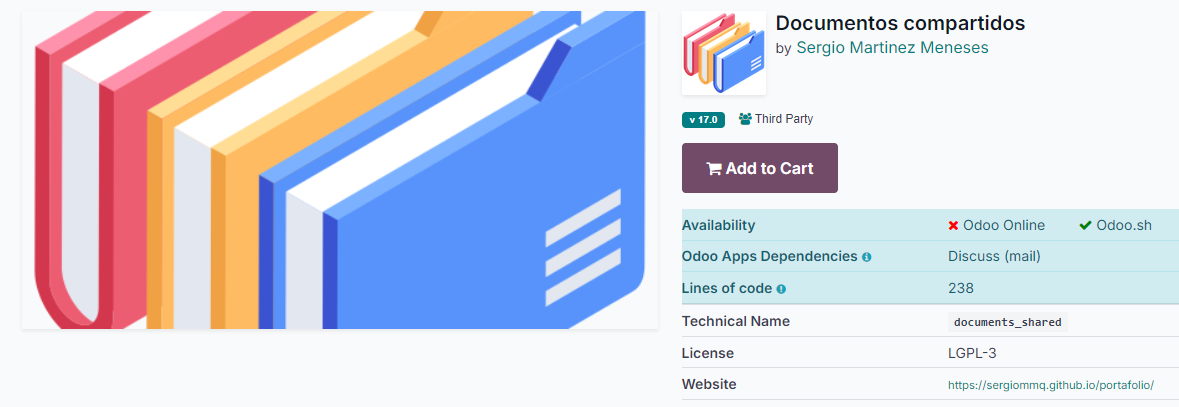 Documentos compartidos
by Sergio Martinez Meneses
v 17.0 Third Party
Add to Cart
Availability Odoo Online Odoo.sh
Odoo Apps Dependencies Discuss (mail)
Lines of code 238
Technical Name documents_shared
License LGPL-3
Website https://sergiommq.github.io/portafolio/